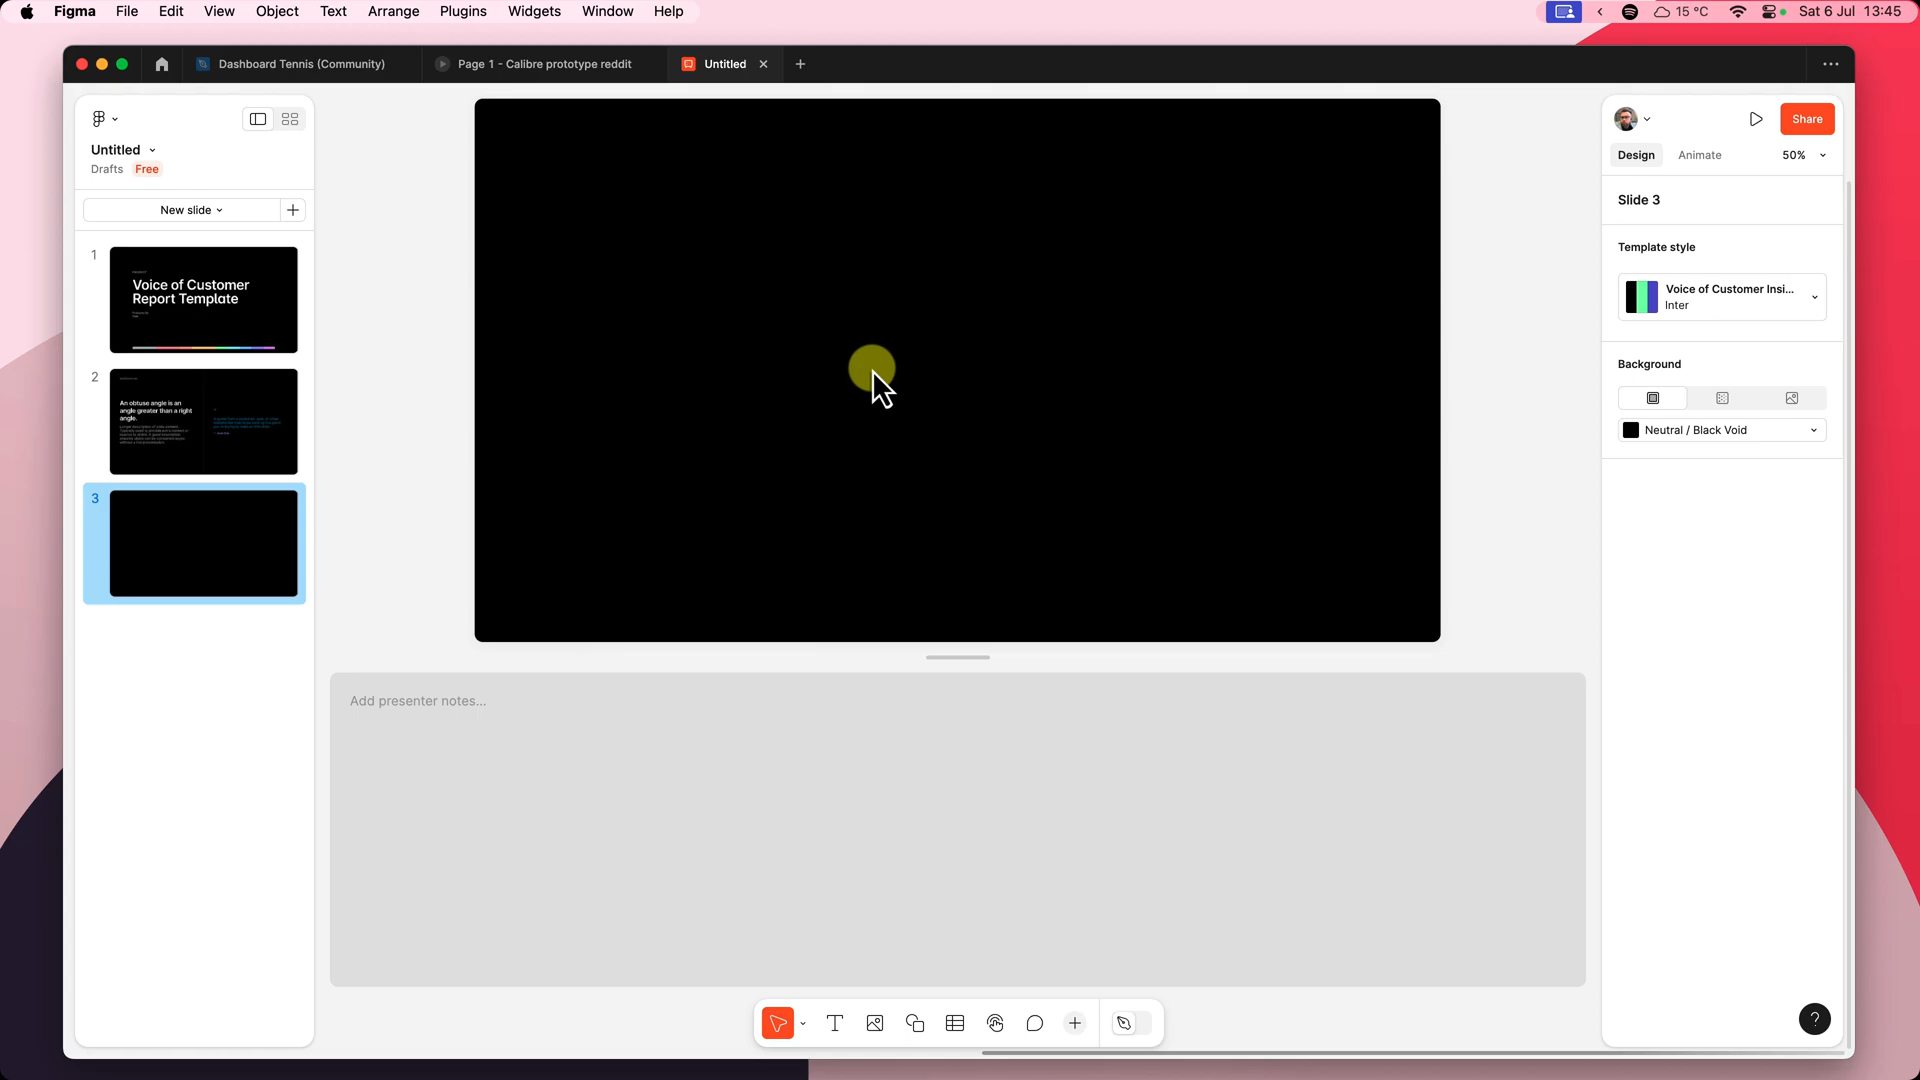 Figma File Edit View Object Text Arrange Plugins Widgets Window Help 15 °C Sat 6 Jul 13:45
Dashboard Tennis (Community) Page 1 - Calibre prototype reddit Untitled
Untitled
Drafts Free
New slide
1
Voice of Customer
Report Template
2
An obtuse angle is an
angle greater than a right
angle.
3
Add presenter notes...
Share
Design Animate 50%
Slide 3
Template style
Voice of Customer Insi...
Inter
Background
Neutral / Black Void
?